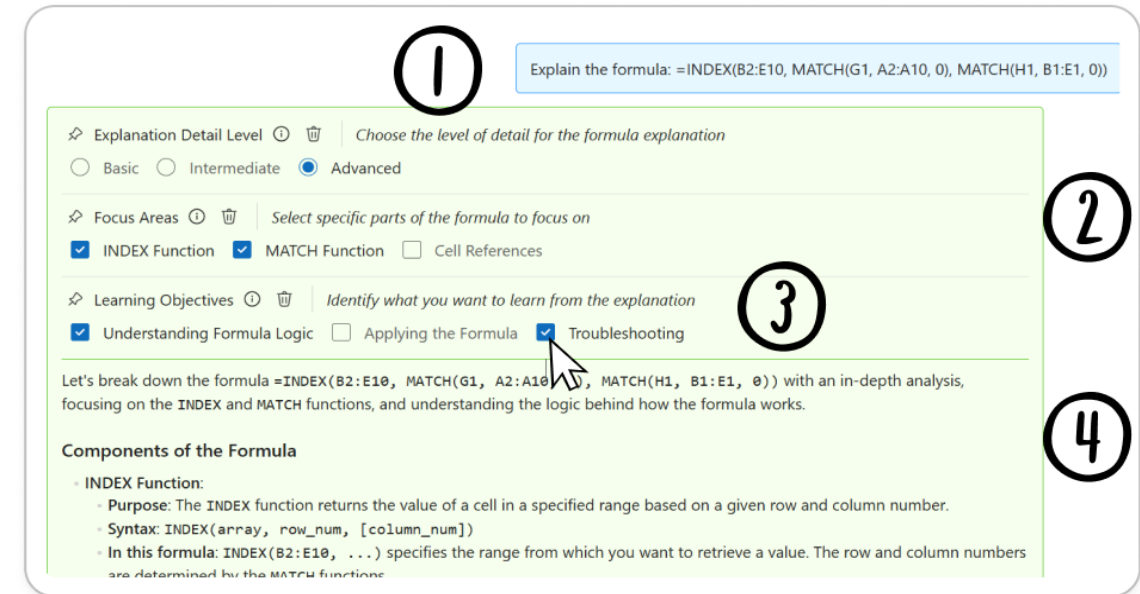 1
Explain the formula: =INDEX(B2:E10, MATCH(G1, A2:A10, 0), MATCH(H1, B1:E1, 0))
Explanation Detail Level Choose the level of detail for the formula explanation
Basic Intermediate Advanced
2
Focus Areas Select specific parts of the formula to focus on
INDEX Function MATCH Function Cell References
3
Learning Objectives Identify what you want to learn from the explanation
Understanding Formula Logic Applying the Formula Troubleshooting
Let's break down the formula =INDEX(B2:E10, MATCH(G1, A2:A10 ), MATCH(H1, B1:E1, 0)) with an in-depth analysis,
focusing on the INDEX and MATCH functions, and understanding the logic behind how the formula works.
4
Components of the Formula
INDEX Function:
Purpose: The INDEX function returns the value of a cell in a specified range based on a given row and column number.
Syntax: INDEX(array, row_num, [column_num])
In this formula: INDEX(B2:E10, ...) specifies the range from which you want to retrieve a value. The row and column numbers
are determined by the MATCH functions